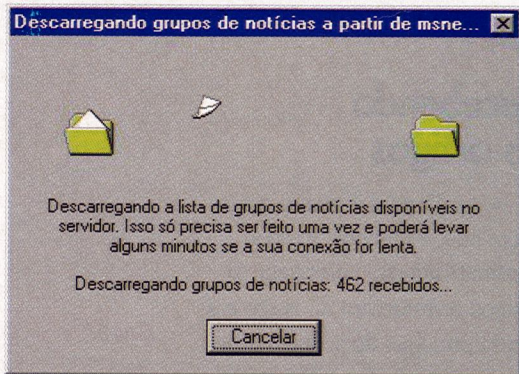 Descarregando grupos de notícias a partir de msne...
Descarregando a lista de grupos de notícias disponíveis no
servidor. Isso só precisa ser feito uma vez e poderá levar
alguns minutos se a sua conexão for lenta.
Descarregando grupos de notícias: 462 recebidos...
Cancelar